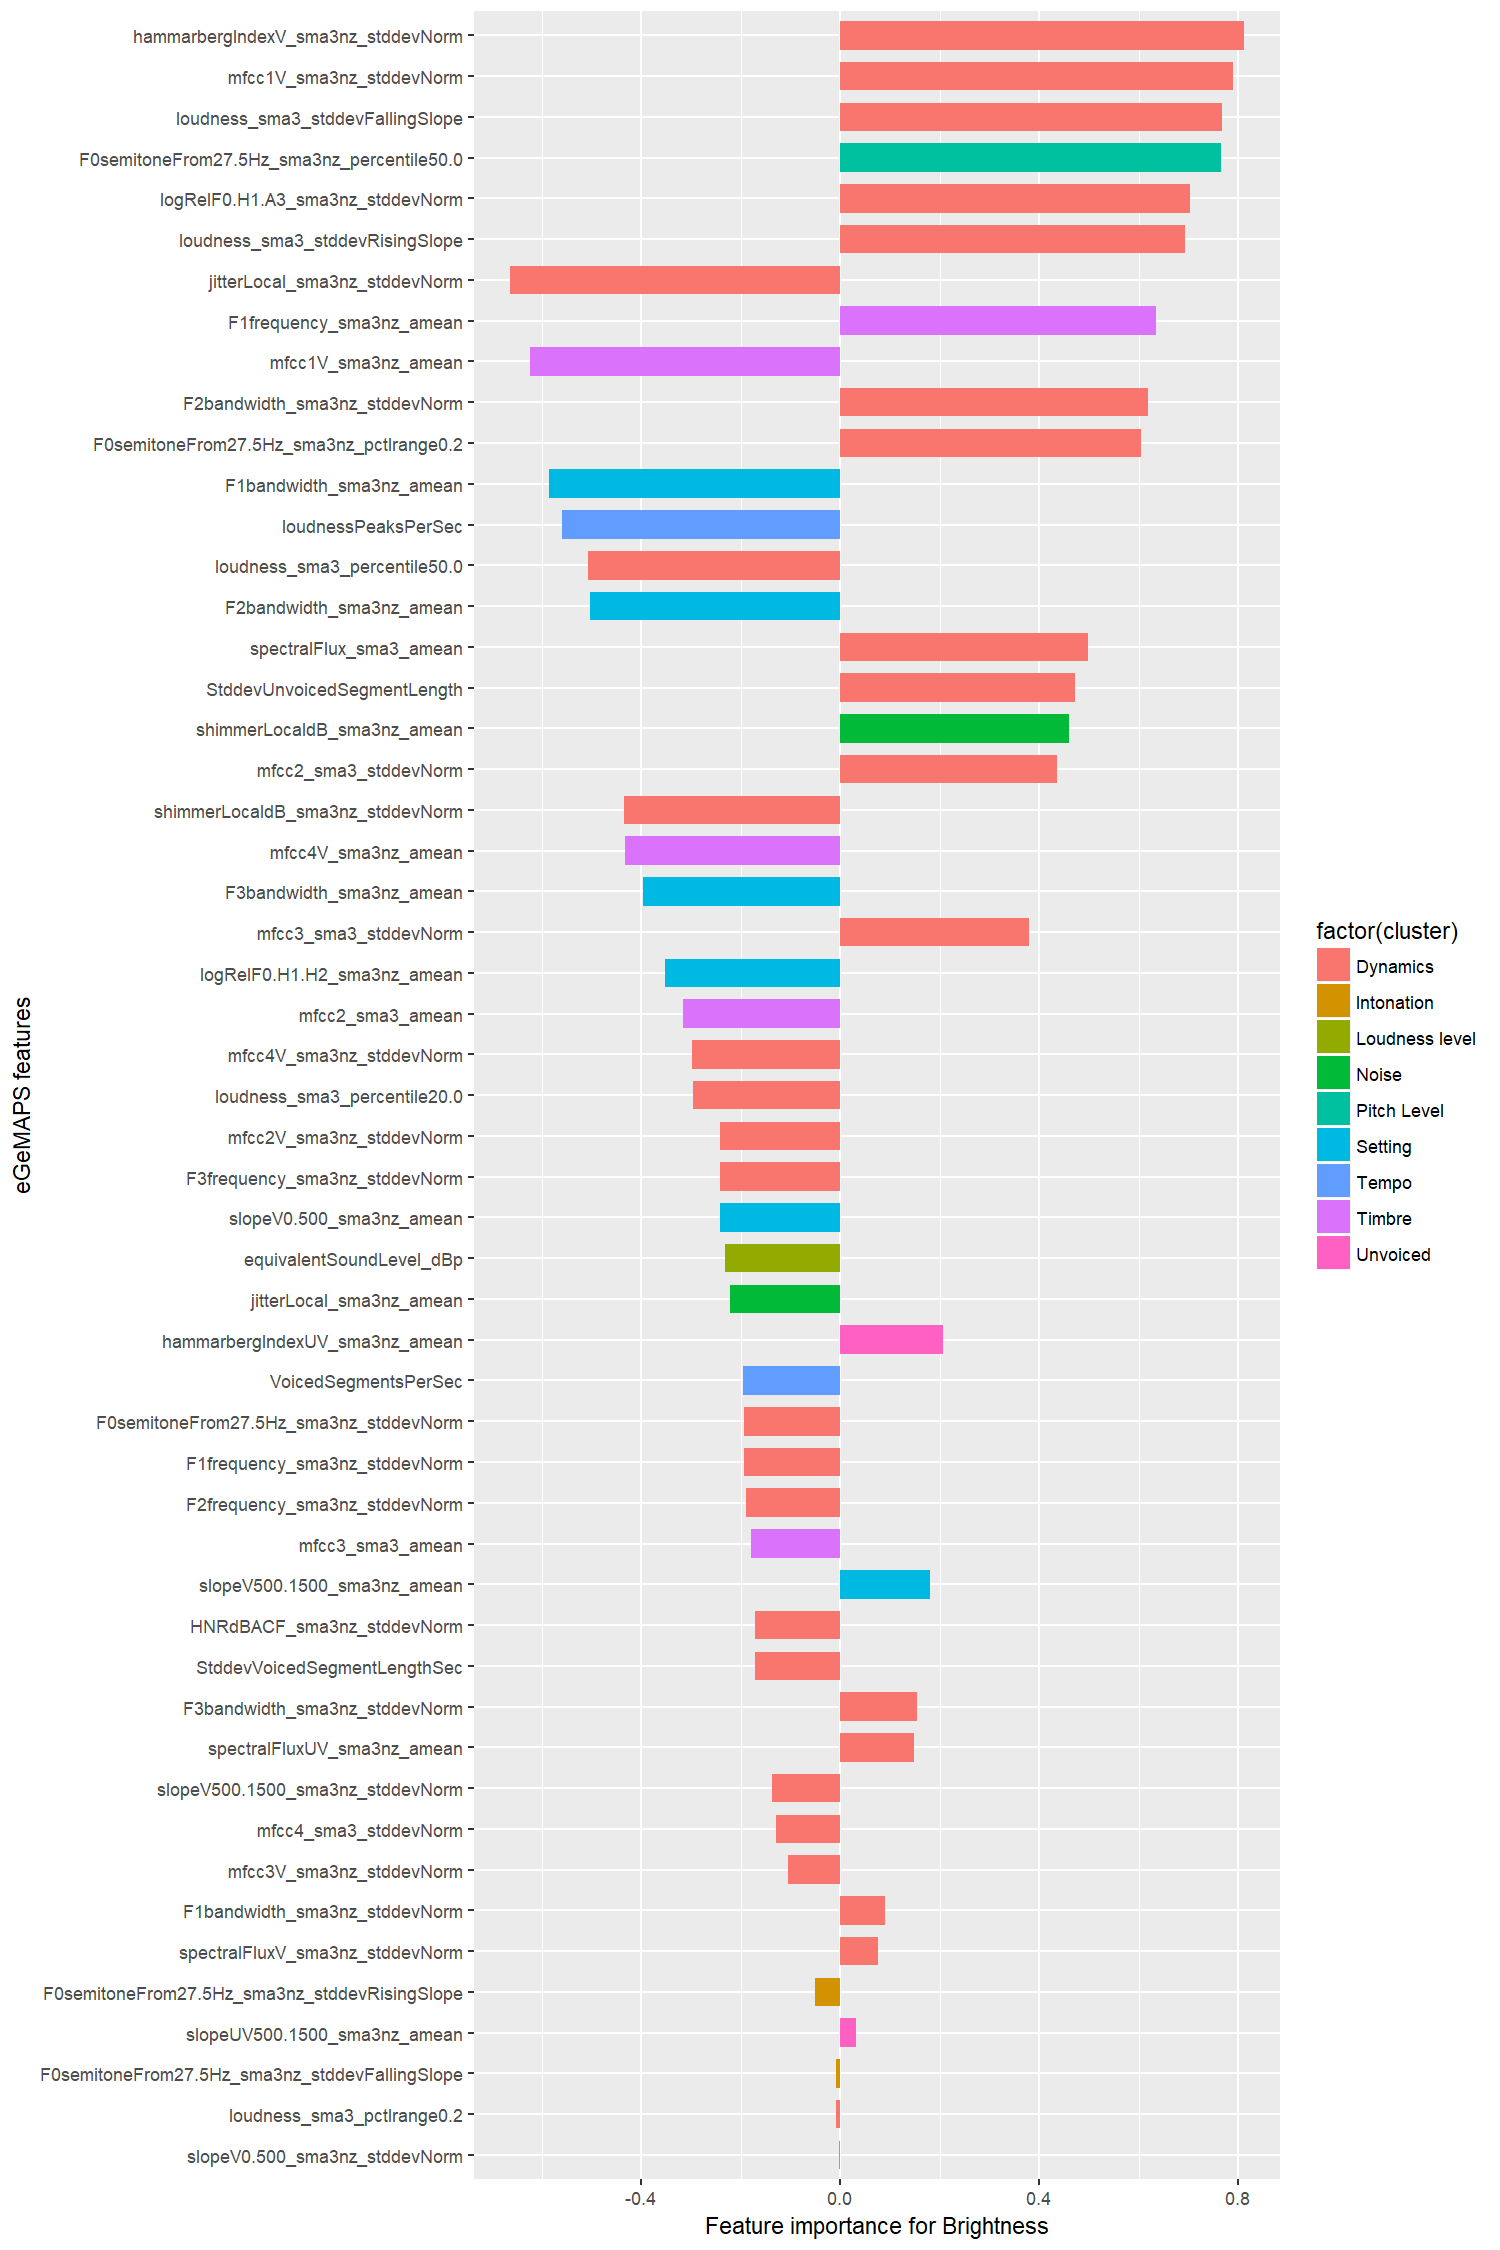 hammarbergIndexV_sma3nz_stddevNorm
mfcc1V_sma3nz_stddevNorm
loudness_sma3_stddevFallingSlope
F0semitoneFrom27.5Hz_sma3nz_percentile50.0
logRelF0.H1.A3_sma3nz_stddevNorm
loudness_sma3_stddevRisingSlope
jitterLocal_sma3nz_stddevNorm
F1frequency_sma3nz_amean
mfcc1V_sma3nz_amean
F2bandwidth_sma3nz_stddevNorm
F0semitoneFrom27.5Hz_sma3nz_pctlrange0.2
F1bandwidth_sma3nz_amean
loudnessPeaksPerSec
loudness_sma3_percentile50.0
F2bandwidth_sma3nz_amean
spectralFlux_sma3_amean
StddevUnvoicedSegmentLength
shimmerLocaldB_sma3nz_amean
mfcc2_sma3_stddevNorm
shimmerLocaldB_sma3nz_stddevNorm
mfcc4V_sma3nz_amean
F3bandwidth_sma3nz_amean
mfcc3_sma3_stddevNorm
logRelF0.H1.H2_sma3nz_amean
mfcc2_sma3_amean
mfcc4V_sma3nz_stddevNorm
loudness_sma3_percentile20.0
mfcc2V_sma3nz_stddevNorm
F3frequency_sma3nz_stddevNorm
slopeV0.500_sma3nz_amean
equivalentSoundLevel_dBp
jitterLocal_sma3nz_amean
hammarbergIndexUV_sma3nz_amean
VoicedSegmentsPerSec
F0semitoneFrom27.5Hz_sma3nz_stddevNorm
F1frequency_sma3nz_stddevNorm
F2frequency_sma3nz_stddevNorm
mfcc3_sma3_amean
slopeV500.1500_sma3nz_amean
HNRdBACF_sma3nz_stddevNorm
StddevVoicedSegmentLengthSec
F3bandwidth_sma3nz_stddevNorm
spectralFluxUV_sma3nz_amean
slopeV500.1500_sma3nz_stddevNorm
mfcc4_sma3_stddevNorm
mfcc3V_sma3nz_stddevNorm
F1bandwidth_sma3nz_stddevNorm
spectralFluxV_sma3nz_stddevNorm
F0semitoneFrom27.5Hz_sma3nz_stddevRisingSlope
slopeUV500.1500_sma3nz_amean
F0semitoneFrom27.5Hz_sma3nz_stddevFallingSlope
loudness_sma3_pctlrange0.2
slopeV0.500_sma3nz_stddevNorm
-0.4 0.0 0.4 0.8
Feature importance for Brightness
eGeMAPS features
factor(cluster)
Dynamics
Intonation
Loudness level
Noise
Pitch Level
Setting
Tempo
Timbre
Unvoiced